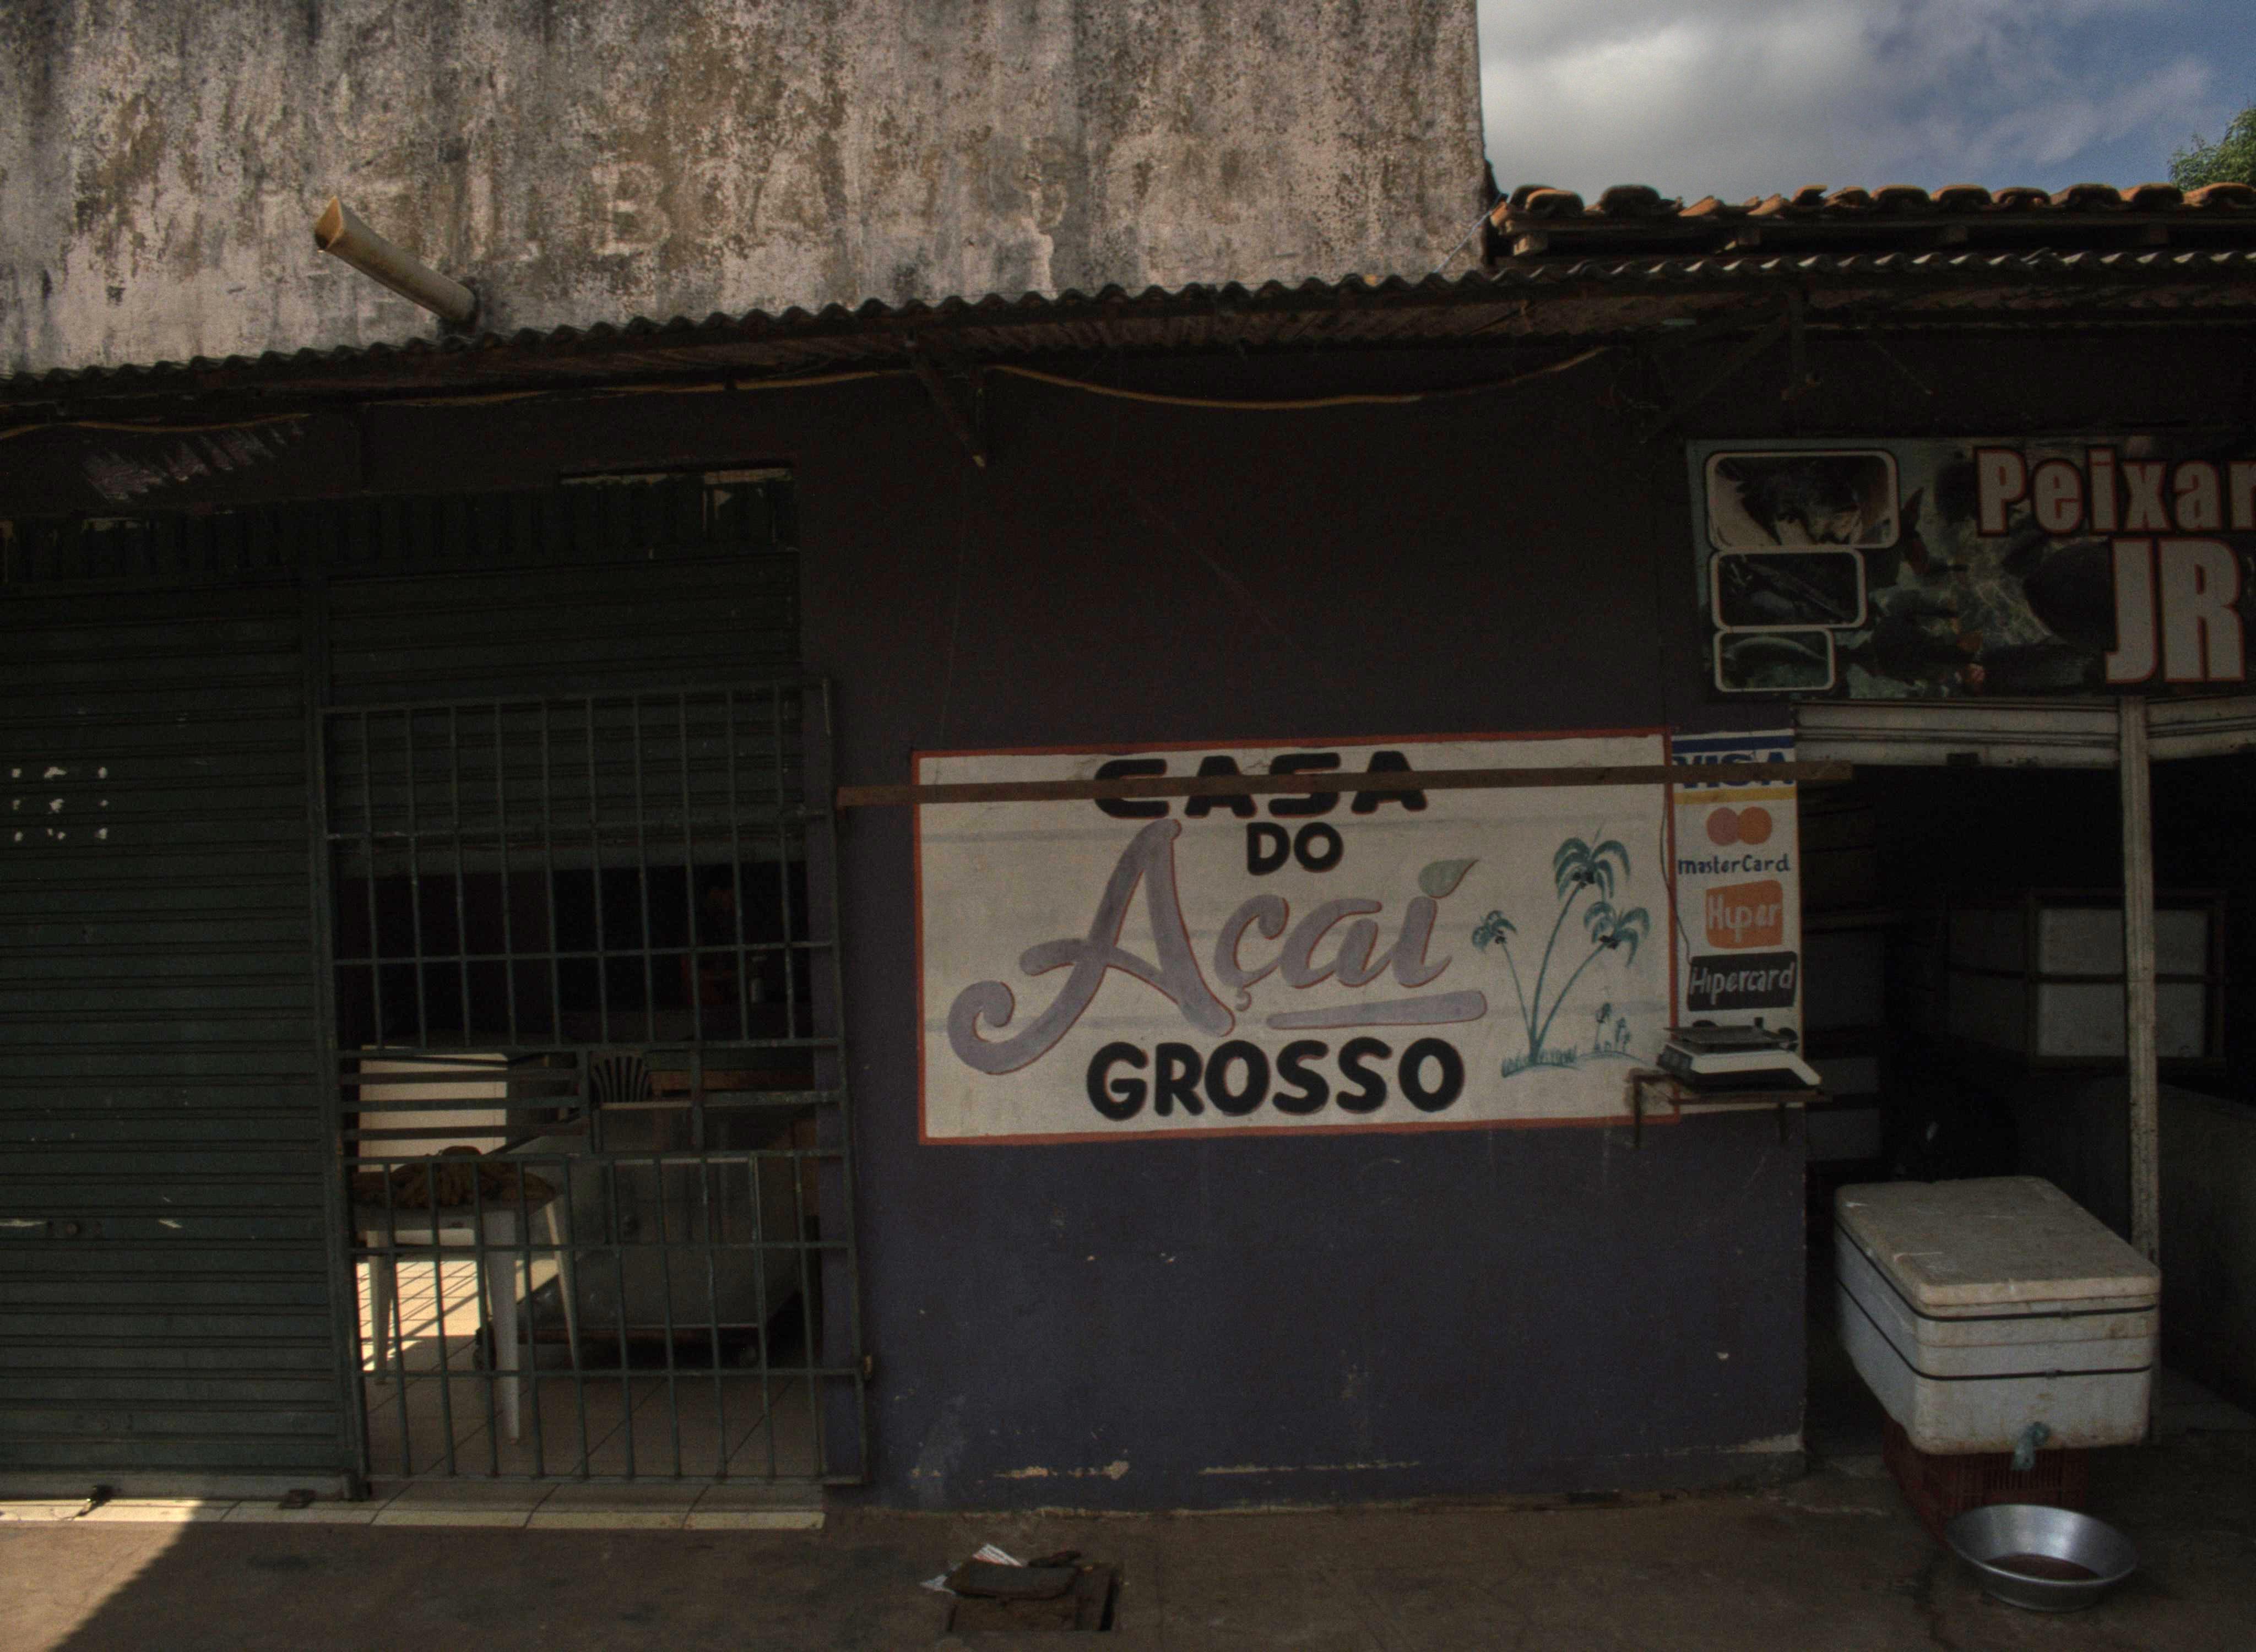 Peixar
JR
CASA
DO
Açaí
GROSSO
VISA
masterCard
Hiper
Hipercard